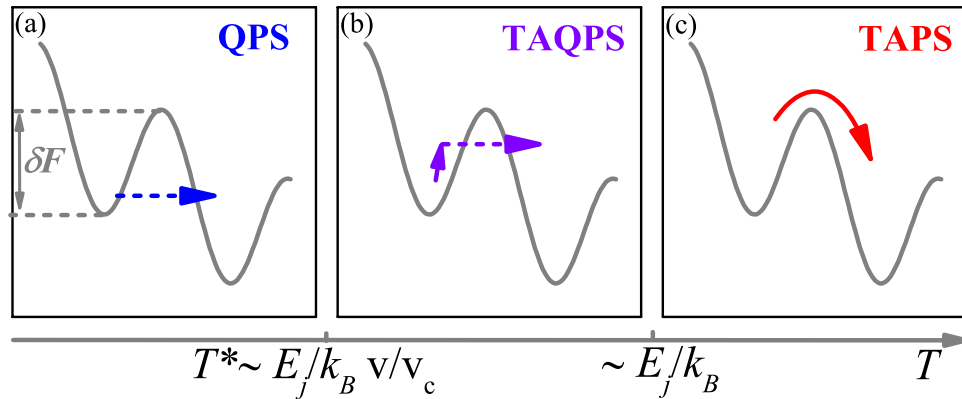 (a) QPS
(b) TAQPS
(c) TAPS
δF
T* ~ E_j/k_B v/v_c
~ E_j/k_B
T